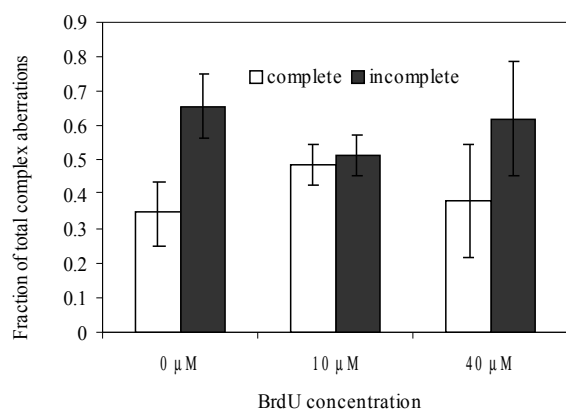 Fraction of total complex aberrations
0.9
0.8
0.7
0.6
0.5
0.4
0.3
0.2
0.1
0
complete incomplete
0 µM 10 µM 40 µM
BrdU concentration